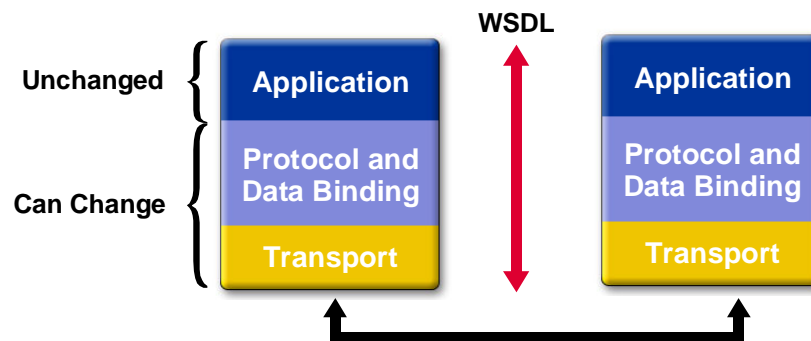 WSDL
Unchanged
Can Change
Application
Protocol and
Data Binding
Transport
Application
Protocol and
Data Binding
Transport